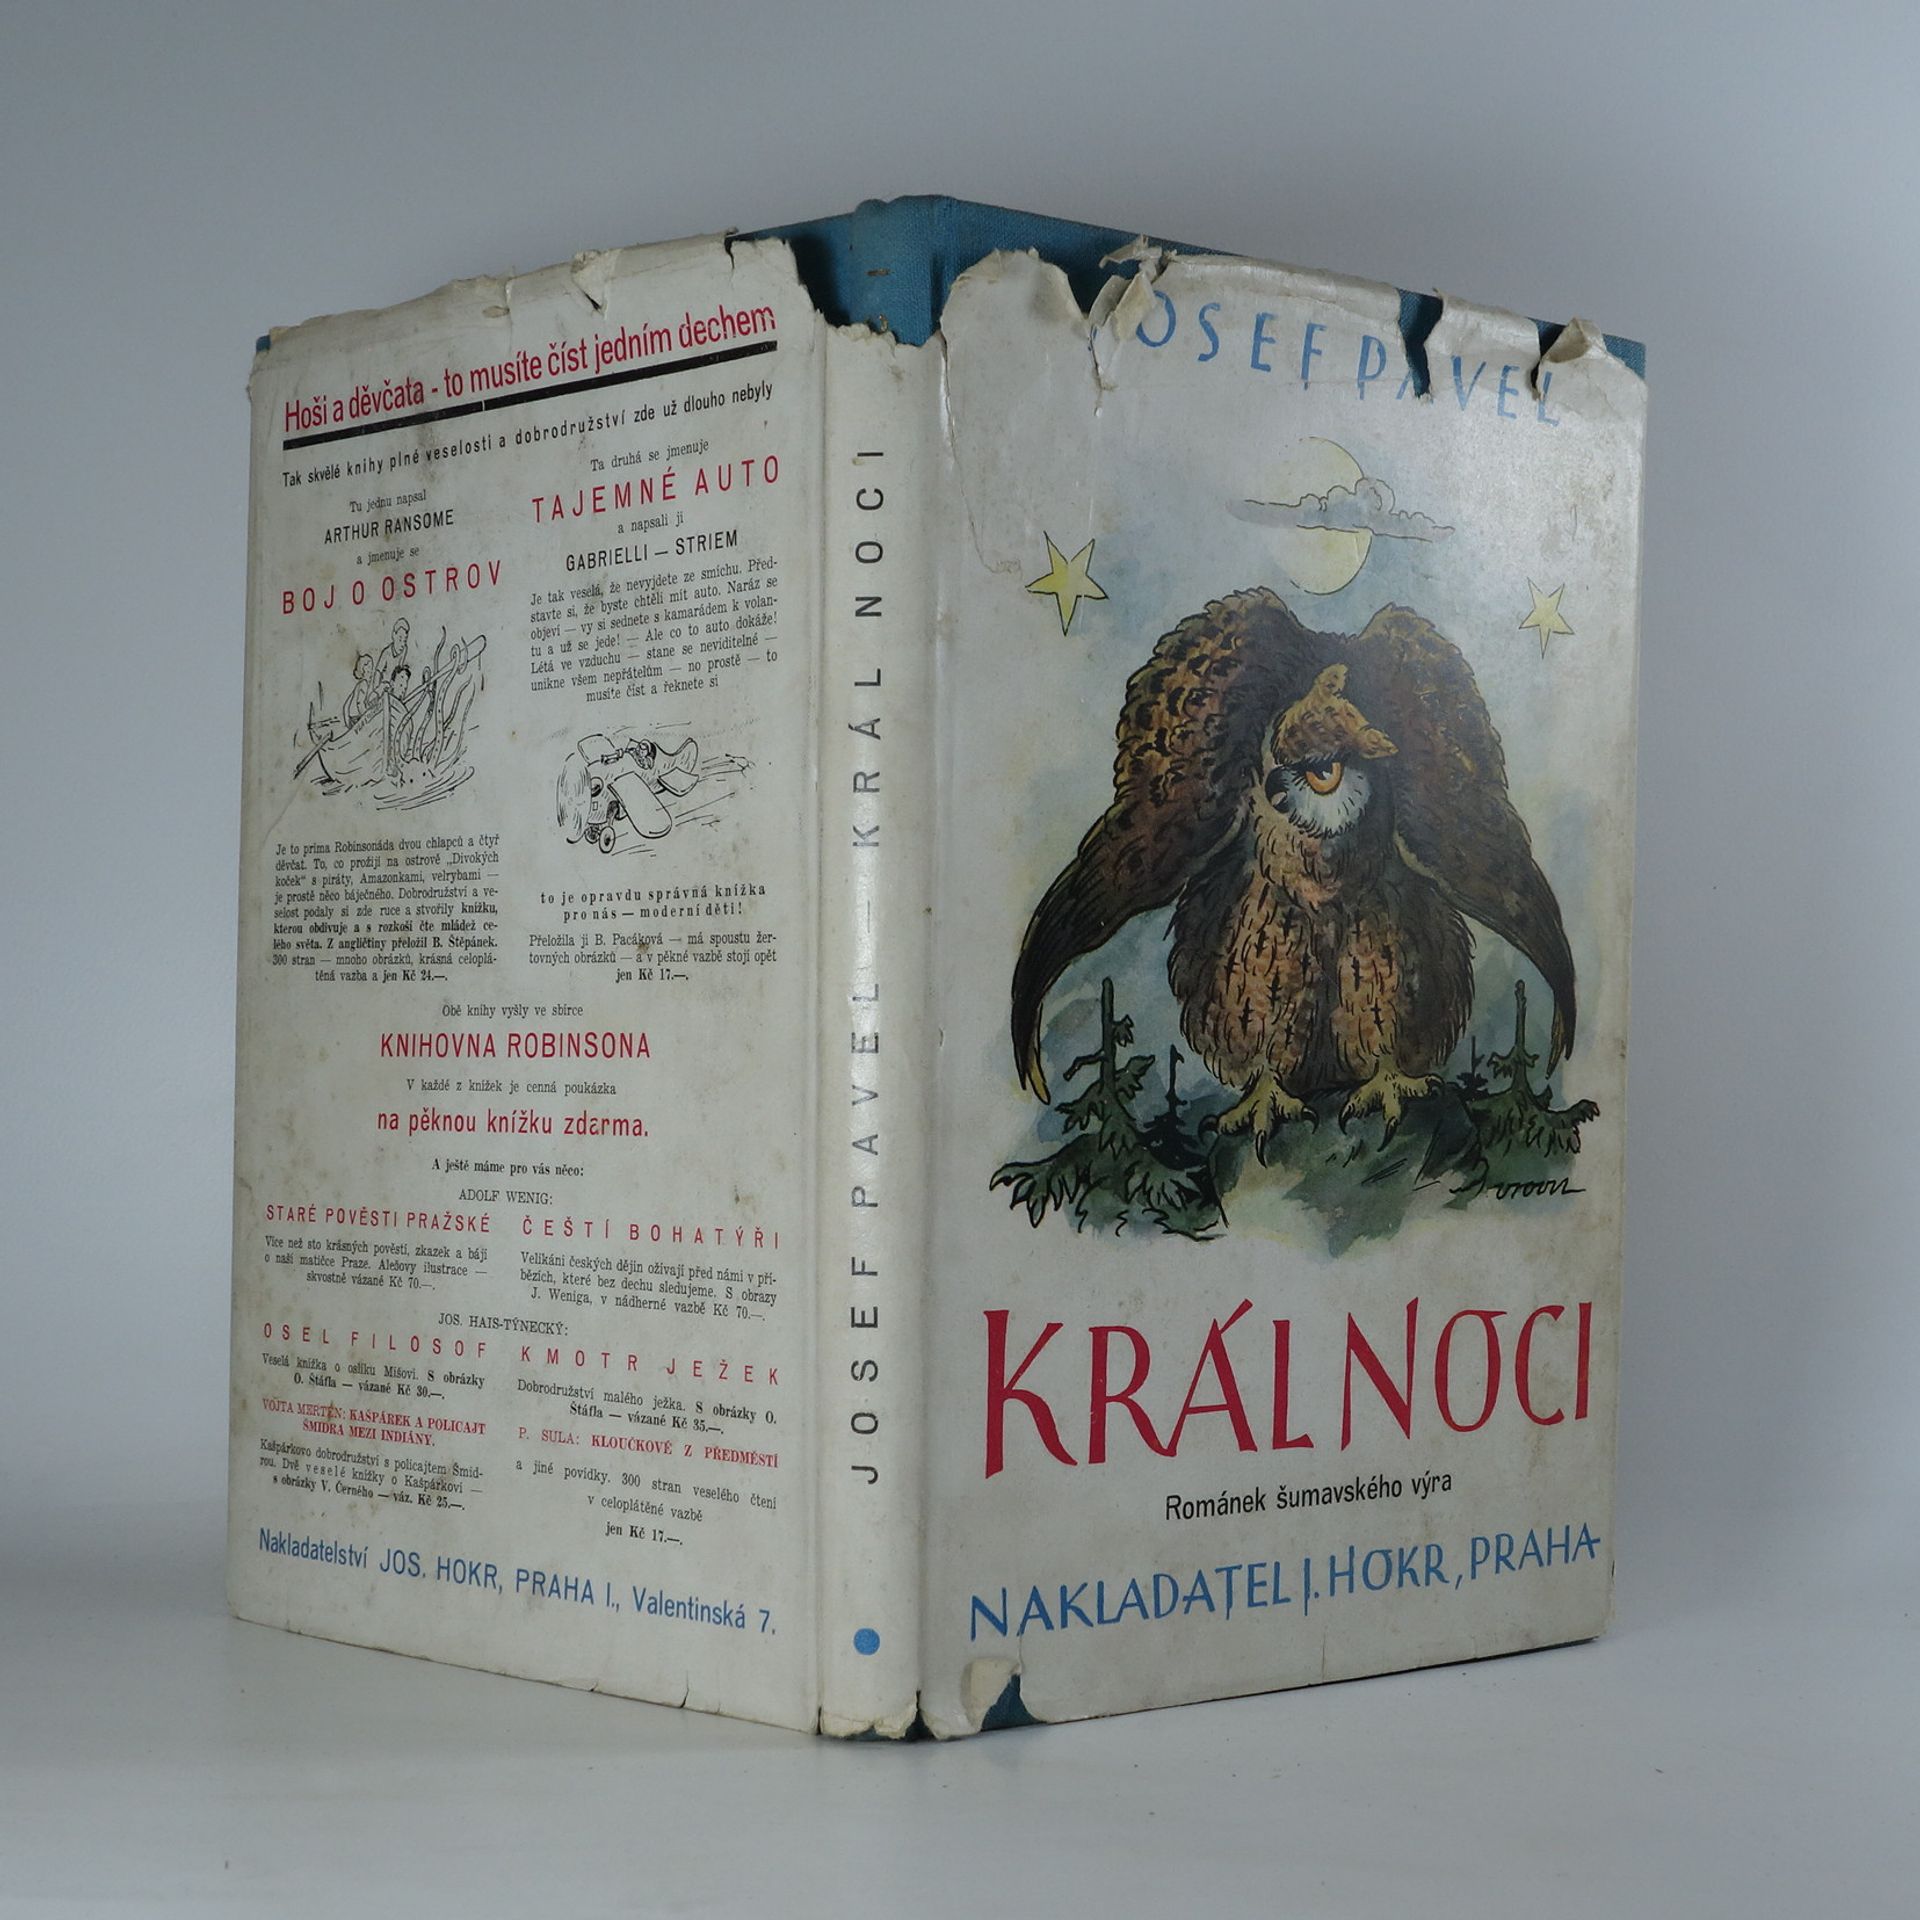 Hoši a děvčata - to musíte číst jedním dechem
Tak skvělé knihy plné veselosti a dobrodružství zde už dlouho nebyly
Tu jednu napsal
ARTHUR RANSOME
a jmenuje se
BOJ O OSTROV
Je to prima Robinsonáda dvou chlapců a čtyř
děvčat. To, co prožijí na ostrově „Divokých
koček“ s piráty, Amazonkami, velrybami —
je prostě něco báječného. Dobrodružství a ve-
selost podaly si zde ruce a stvořily knížku,
kterou obdivuje a s rozkoší čte mládež ce-
lého světa. Z angličtiny přeložil B. Štěpánek.
300 stran — mnoho obrázků, krásná celoplá-
těná vazba a jen Kč 24.—.
Ta druhá se jmenuje
TAJEMNÉ AUTO
a napsali ji
GABRIELLI — STRIEM
Je tak veselá, že nevyjdete ze smíchu. Před-
stavte si, že byste chtěli mít auto. Naráz se
objeví — vy si sednete s kamarádem k volan-
tu a už se jede! — Ale co to auto dokáže!
Létá ve vzduchu — stane se neviditelné —
unikne všem nepřátelům — no prostě — to
musíte číst a řeknete si
to je opravdu správná knížka
pro nás — moderní děti!
Přeložila ji B. Pacáková — má spoustu žer-
tovných obrázků — a v pěkné vazbě stojí opět
jen Kč 17.—.
Obě knihy vyšly ve sbírce
KNIHOVNA ROBINSONA
V každé z knížek je cenná poukázka
na pěknou knížku zdarma.
A ještě máme pro vás něco:
ADOLF WENIG:
STARÉ POVĚSTI PRAŽSKÉ
Více než sto krásných pověstí, zkazek a bájí
o naší matičce Praze. Alešovy ilustrace —
skvostně vázané Kč 70.—.
ČEŠTÍ BOHATÝŘI
Velikáni českých dějin ožívají před námi v pří-
bězích, které bez dechu sledujeme. S obrazy
J. Weniga, v nádherné vazbě Kč 70.—.
JOS. HAIS-TÝNECKÝ:
OSEL FILOSOF
Veselá knížka o oslíku Míšovi. S obrázky
O. Štáfla — vázané Kč 30.—.
KMOTR JEŽEK
Dobrodružství malého ježka. S obrázky O.
Štáfla — vázané Kč 35.—.
VOJTA MERTEN: KAŠPÁREK A POLICAJT
ŠMIDRA MEZI INDIÁNY.
Kašpárkovo dobrodružství s policajtem Šmid-
rou. Dvě veselé knížky o Kašpárkovi —
s obrázky V. Černého — váz. Kč 25.—.
P. SULA: KLOUČKOVÉ Z PŘEDMĚSTÍ
a jiné povídky. 300 stran veselého čtení
v celoplátěné vazbě
jen Kč 17.—.
Nakladatelství JOS. HOKR, PRAHA I., Valentinská 7.
JOSEF PAVEL — KRÁL NOCI
OSEF PAVEL
KRÁL NOCI
Románek šumavského výra
NAKLADATEL J. HOKR, PRAHA